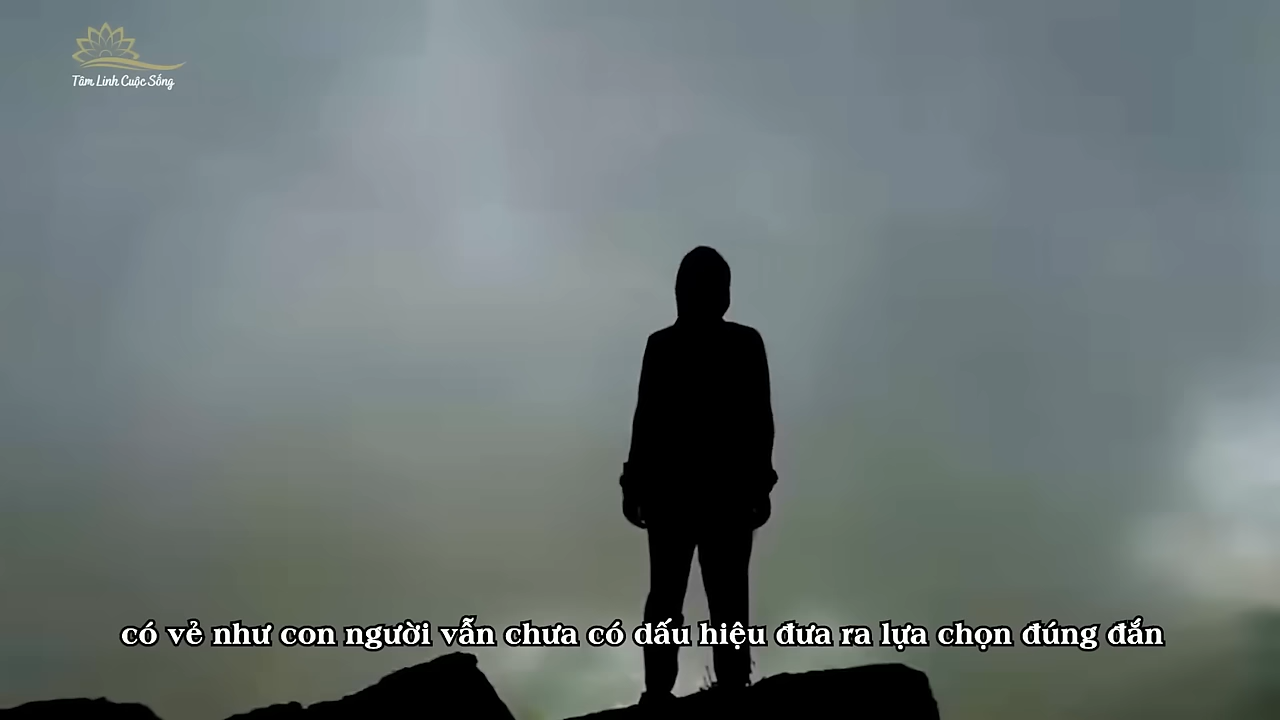 Tâm Linh Cuộc Sống
có vẻ như con người vẫn chưa có dấu hiệu đưa ra lựa chọn đúng đắn